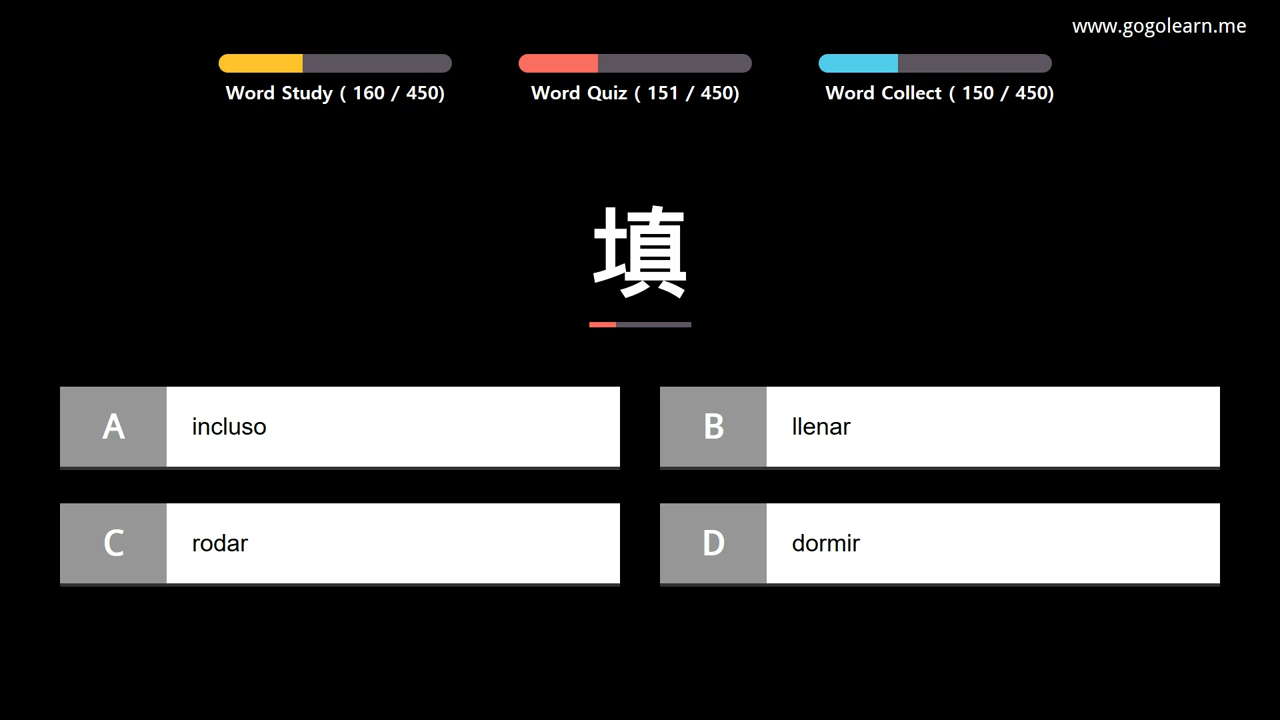 www.gogolearn.me
Word Study ( 160 / 450)
Word Quiz ( 151 / 450)
Word Collect ( 150 / 450)
填
A incluso
B llenar
C rodar
D dormir